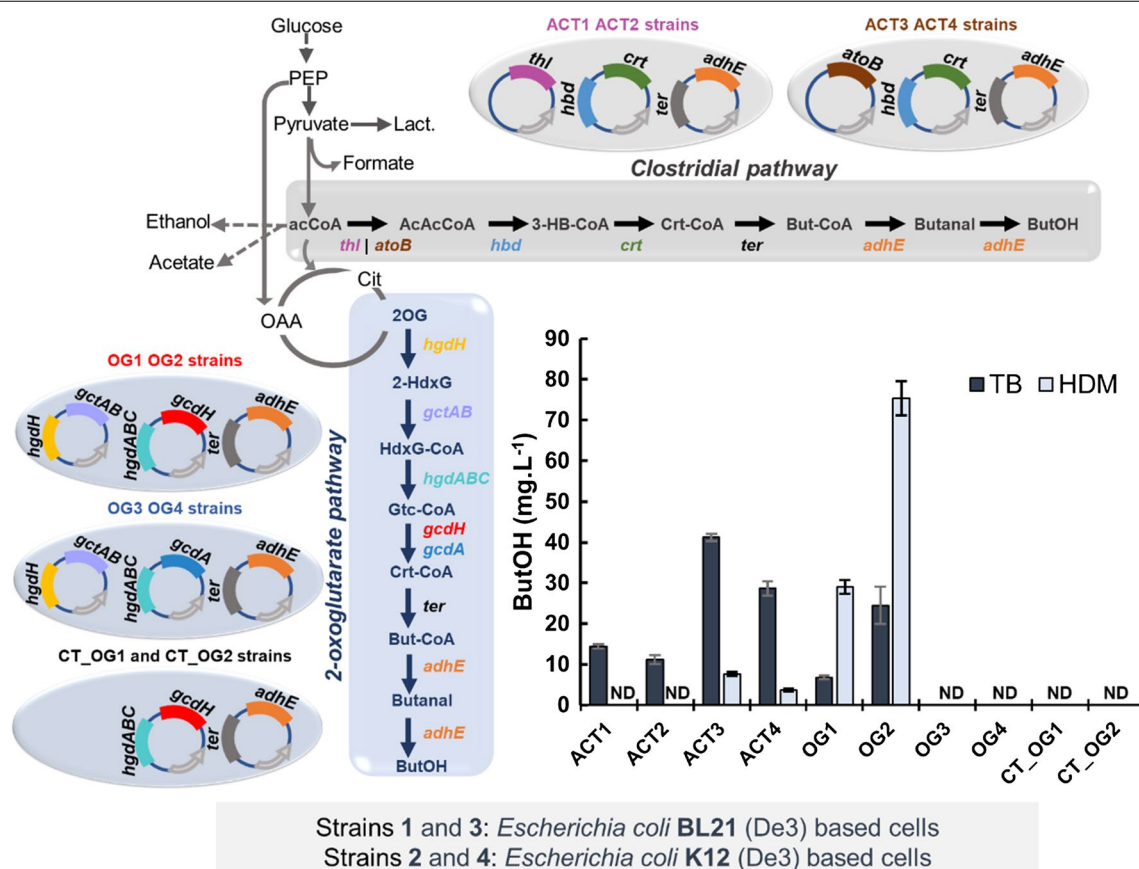 Glucose
PEP
Pyruvate
Lact.
Formate
Ethanol
Acetate
ACT1 ACT2 strains
thl
hbd
crt
ter
adhE
ACT3 ACT4 strains
atoB
hbd
crt
ter
adhE
Clostridial pathway
acCoA
AcAcCoA
3-HB-CoA
Crt-CoA
But-CoA
Butanal
ButOH
thl | atoB
hbd
crt
ter
adhE
adhE
Cit
OAA
2-oxoglutarate pathway
2OG
hgdH
2-HdxG
gctAB
HdxG-CoA
hgdABC
Gtc-CoA
gcdH
gcdA
Crt-CoA
ter
But-CoA
adhE
Butanal
adhE
ButOH
OG1 OG2 strains
hgdH
gctAB
hgdABC
gcdH
ter
adhE
OG3 OG4 strains
hgdH
gctAB
hgdABC
gcdA
ter
adhE
CT_OG1 and CT_OG2 strains
hgdABC
gcdH
ter
adhE
ButOH (mg.L-1)
90
80
70
60
50
40
30
20
10
0
TB
HDM
ND
ND
ND
ND
ND
ND
ACT1
ACT2
ACT3
ACT4
OG1
OG2
OG3
OG4
CT_OG1
CT_OG2
Strains 1 and 3: Escherichia coli BL21 (De3) based cells
Strains 2 and 4: Escherichia coli K12 (De3) based cells